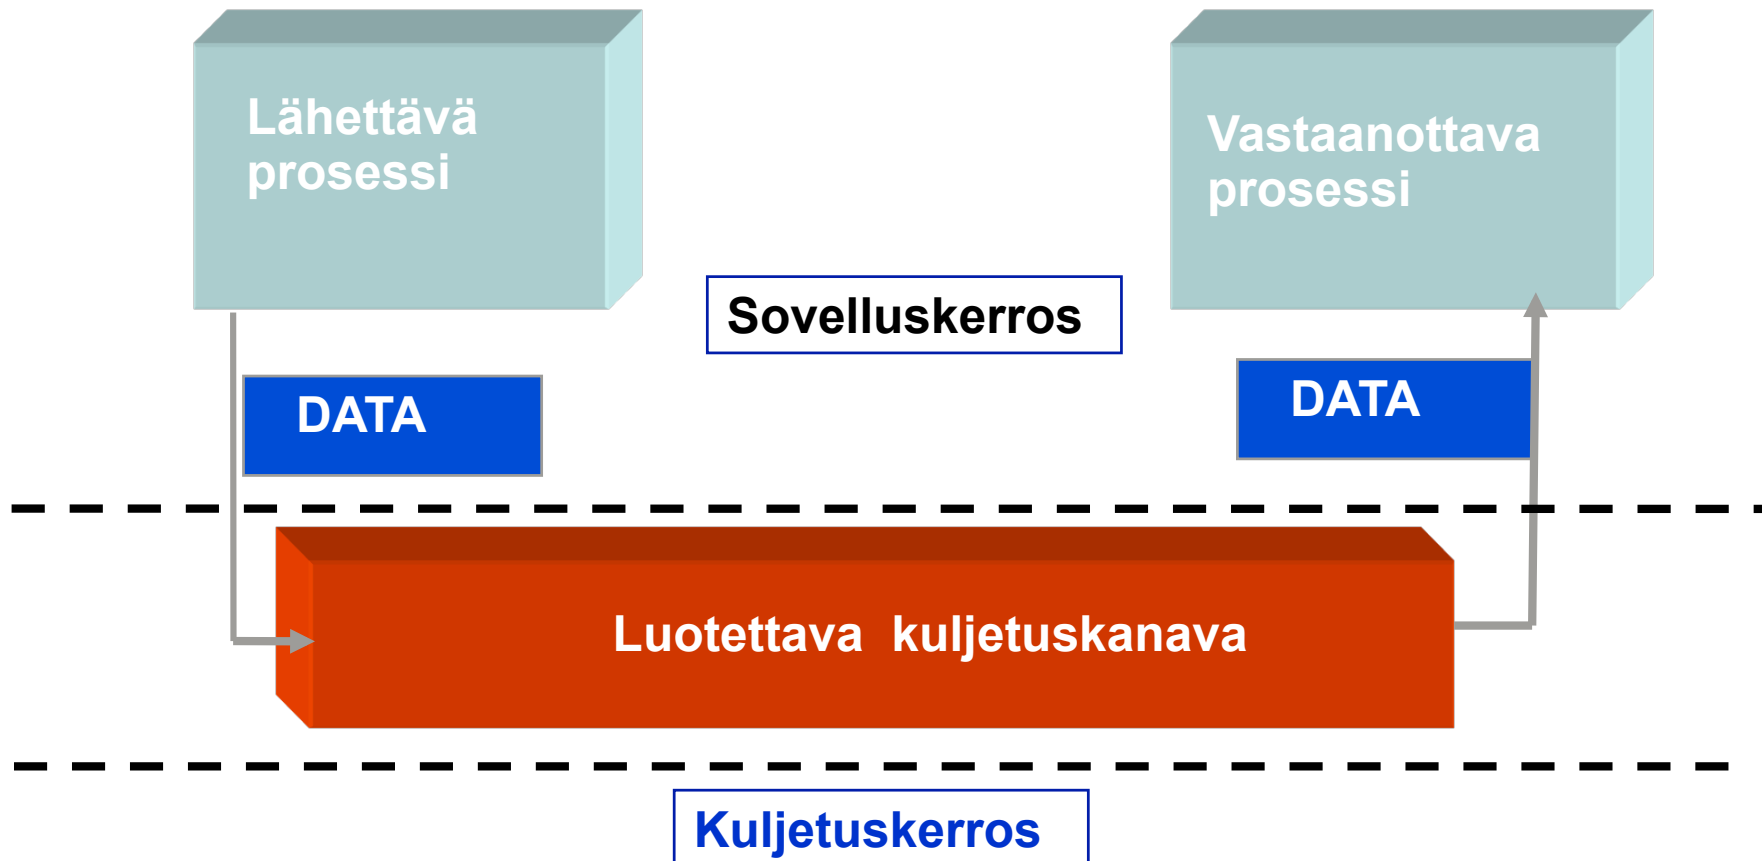 Lähettävä
prosessi
Vastaanottava
prosessi
Sovelluskerros
DATA
DATA
Luotettava kuljetuskanava
Kuljetuskerros